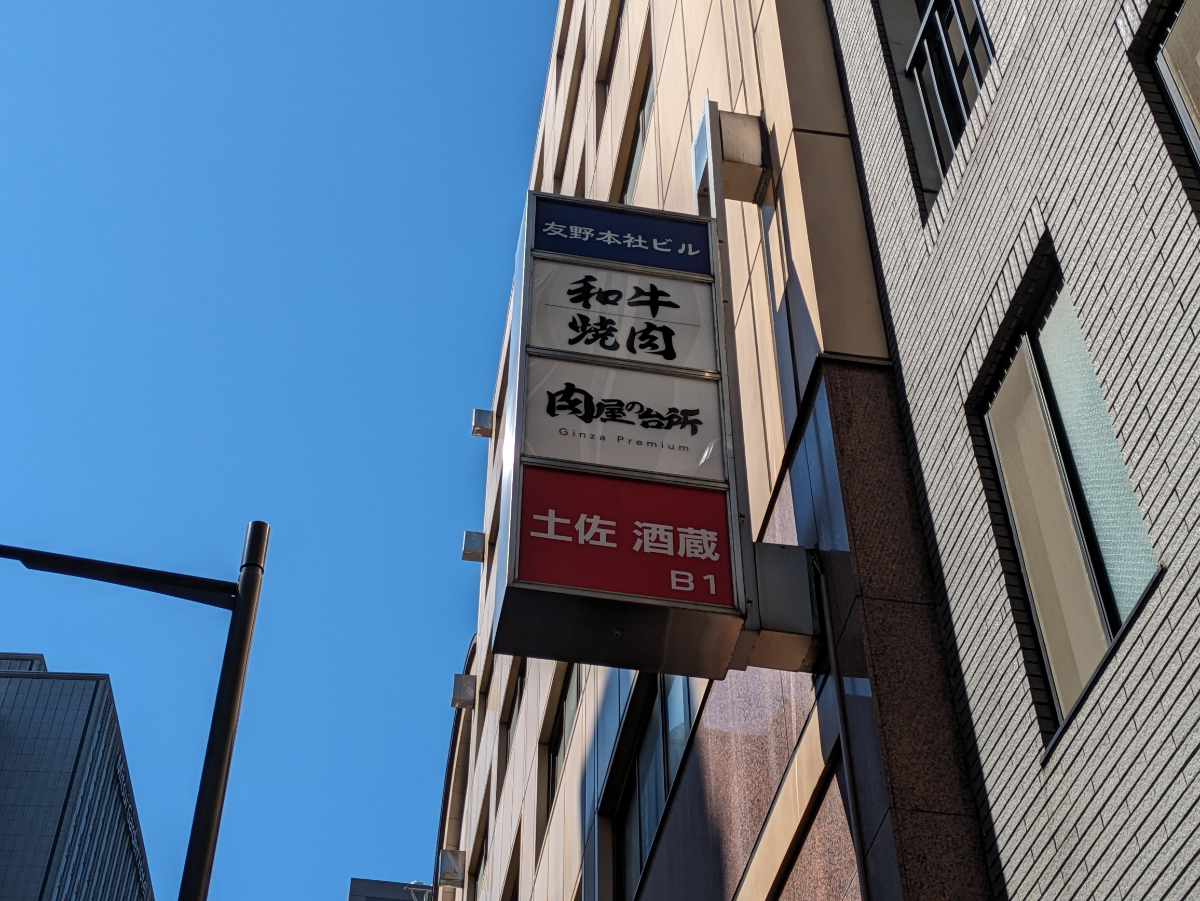 友野本社ビル
和牛
焼肉
肉屋の台所
Ginza Premium
土佐 酒蔵
B1